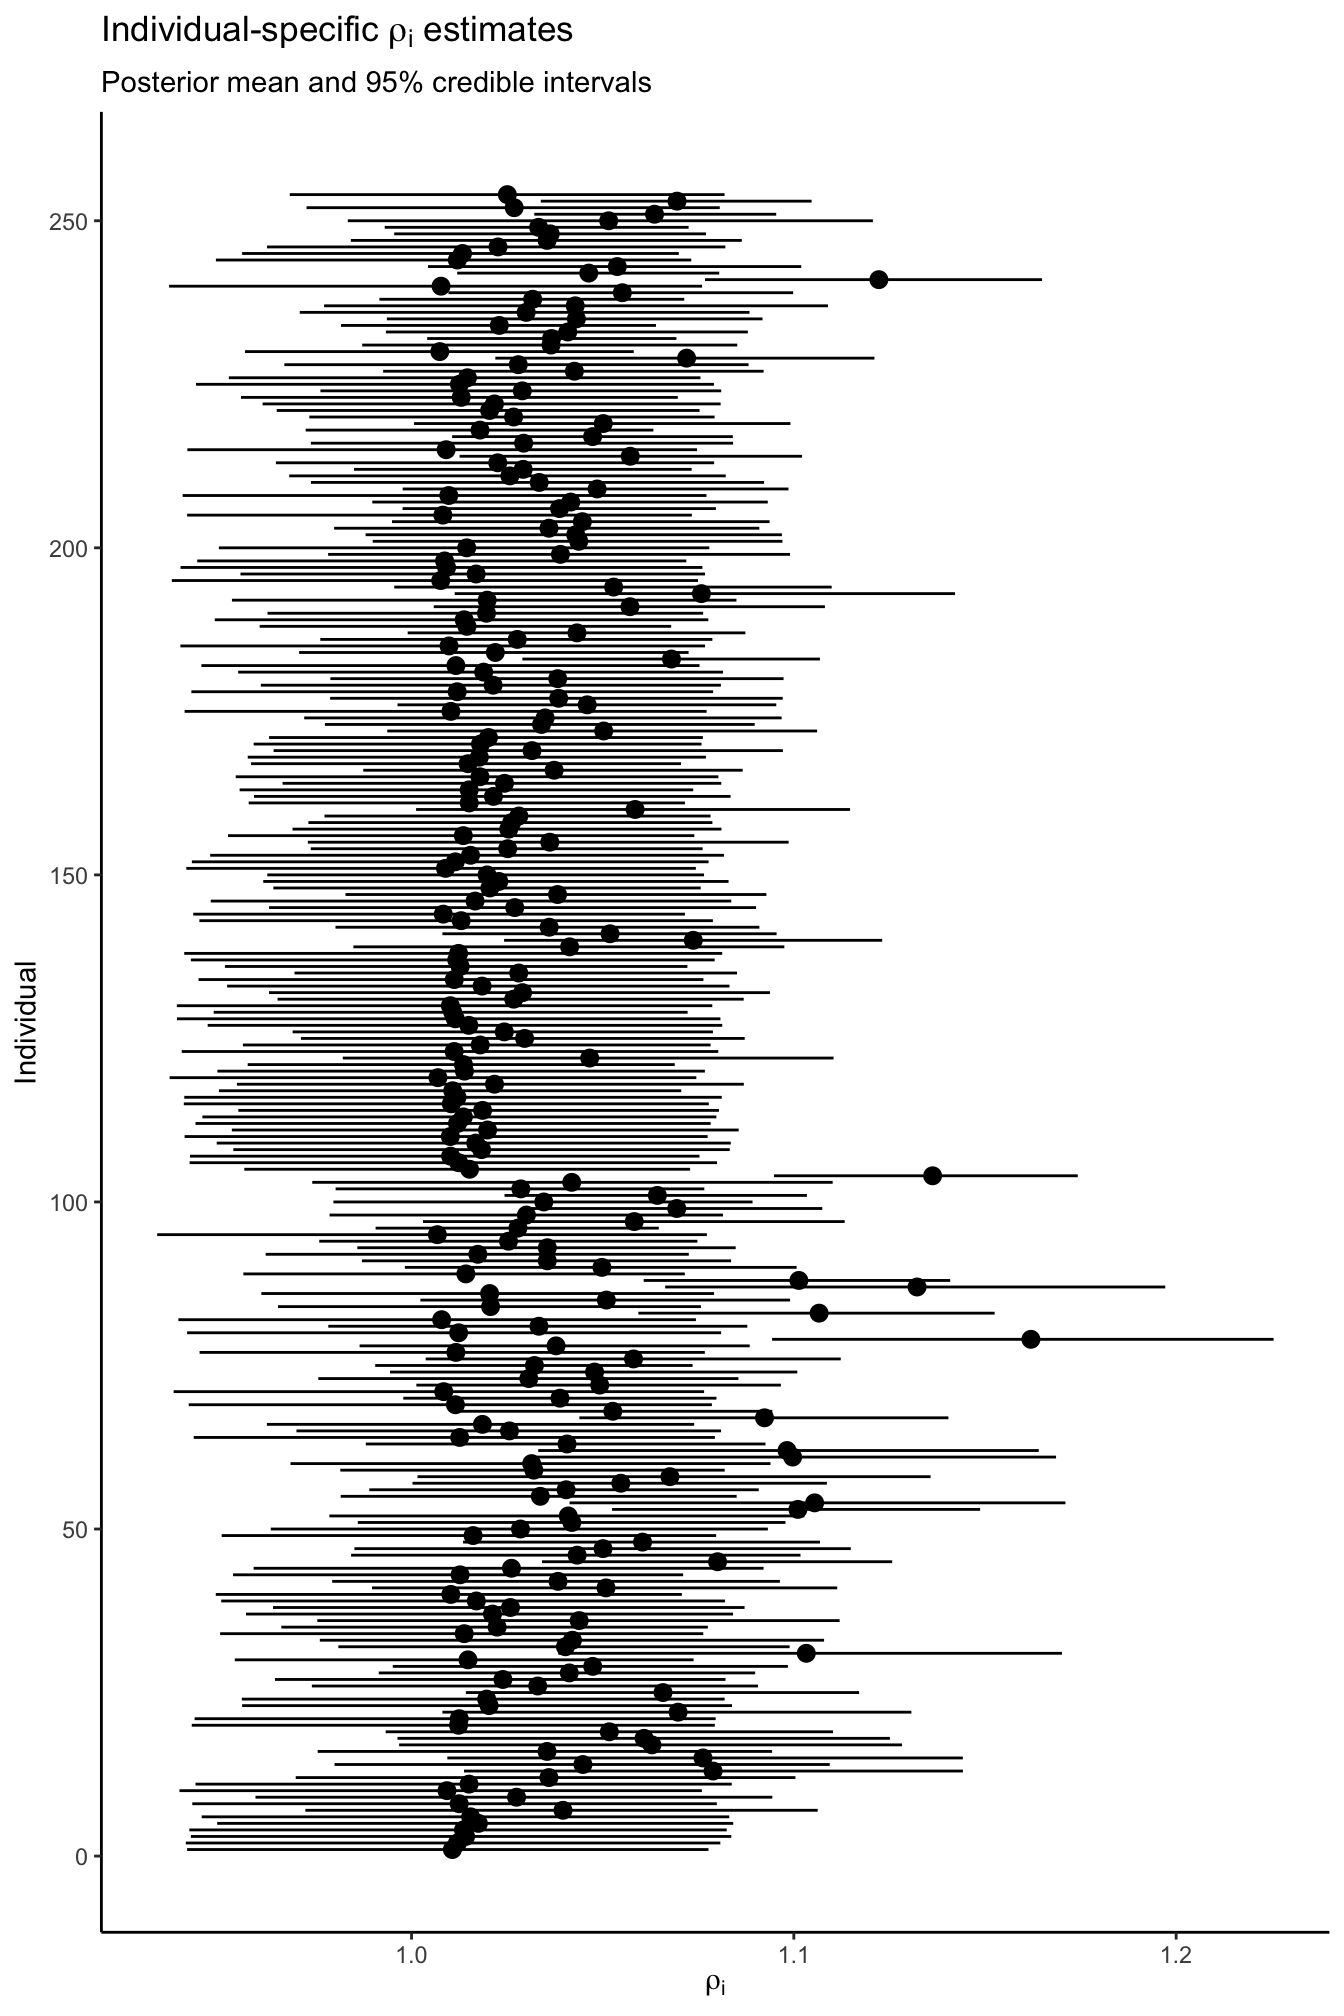 Individual-specific ρᵢ estimates
Posterior mean and 95% credible intervals
250
200
150
Individual
100
50
0
1.0 1.1 1.2
ρᵢ